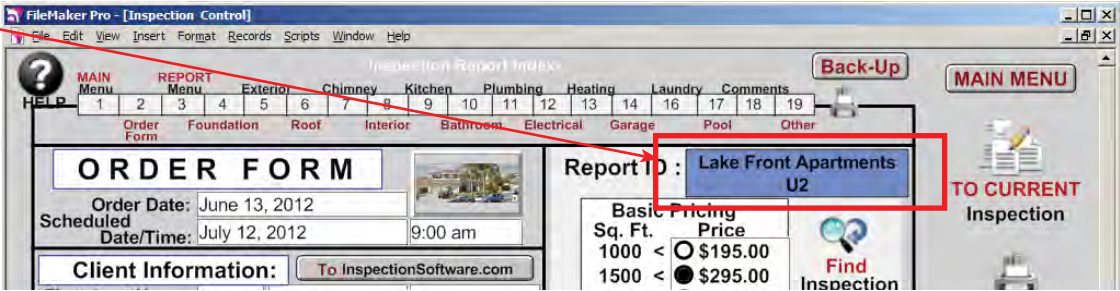 FileMaker Pro - [Inspection Control]
File Edit View Insert Format Records Scripts Window Help
Inspection Report Index
Back-Up
MAIN MENU
MAIN Menu REPORT Menu Exterior Chimney Kitchen Plumbing Heating Laundry Comments
HELP 1 2 3 4 5 6 7 8 9 10 11 12 13 14 16 17 18 19
Order Form Foundation Roof Interior Bathroom Electrical Garage Pool Other
ORDER FORM
Report ID : Lake Front Apartments
U2
TO CURRENT
Inspection
Order Date: June 13, 2012
Scheduled
Date/Time: July 12, 2012 9:00 am
Basic Pricing
Sq. Ft. Price
1000 < $195.00
1500 < $295.00
Find
Inspection
Client Information: To InspectionSoftware.com